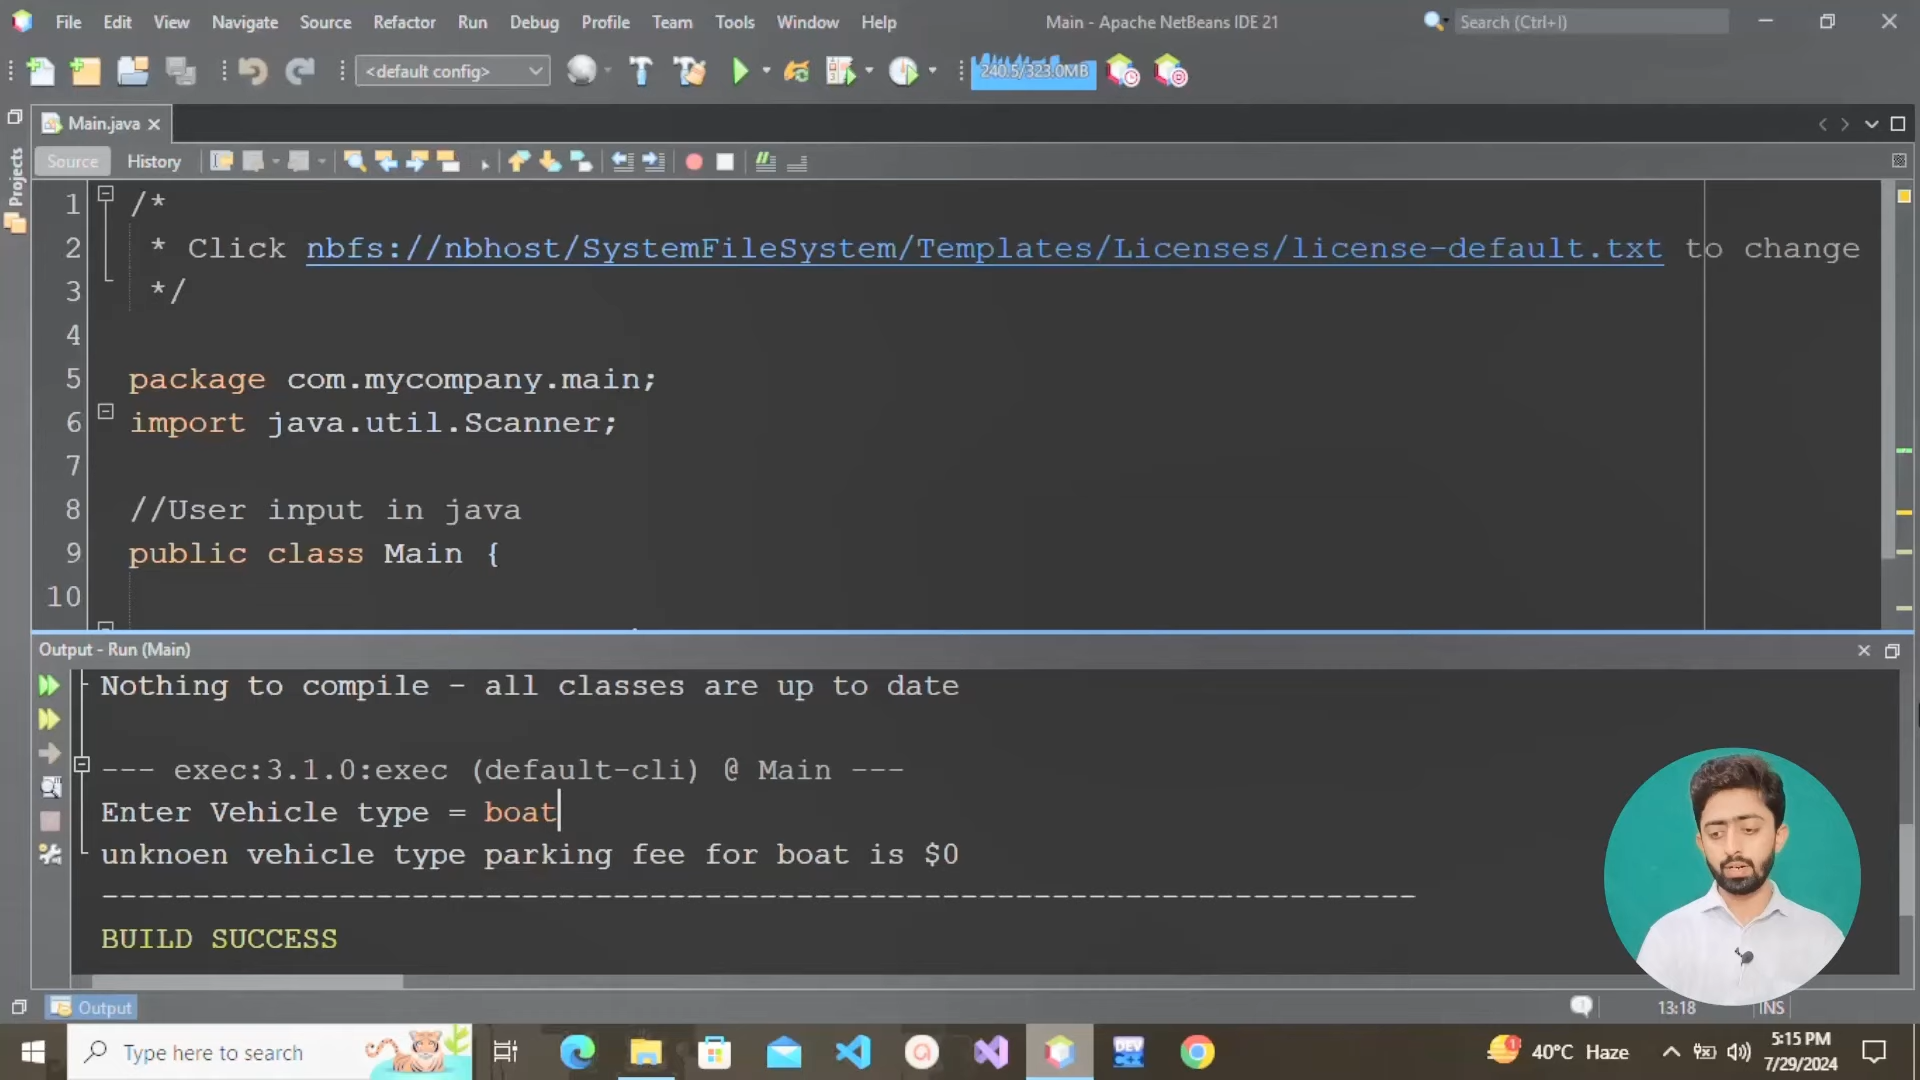 File Edit View Navigate Source Refactor Run Debug Profile Team Tools Window Help Main - Apache NetBeans IDE 21 Search (Ctrl+I)
<default config> 240.5/323.0MB
Main.java
Source History
Projects
1 /*
2 * Click nbfs://nbhost/SystemFileSystem/Templates/Licenses/license-default.txt to change
3 */
4
5 package com.mycompany.main;
6 import java.util.Scanner;
7
8 //User input in java
9 public class Main {
10
Output - Run (Main)
Nothing to compile - all classes are up to date
--- exec:3.1.0:exec (default-cli) @ Main ---
Enter Vehicle type = boat
unknoen vehicle type parking fee for boat is $0
------------------------------------------------------------------------
BUILD SUCCESS
Output 13:18 INS
Type here to search DEV 40°C Haze 5:15 PM
7/29/2024